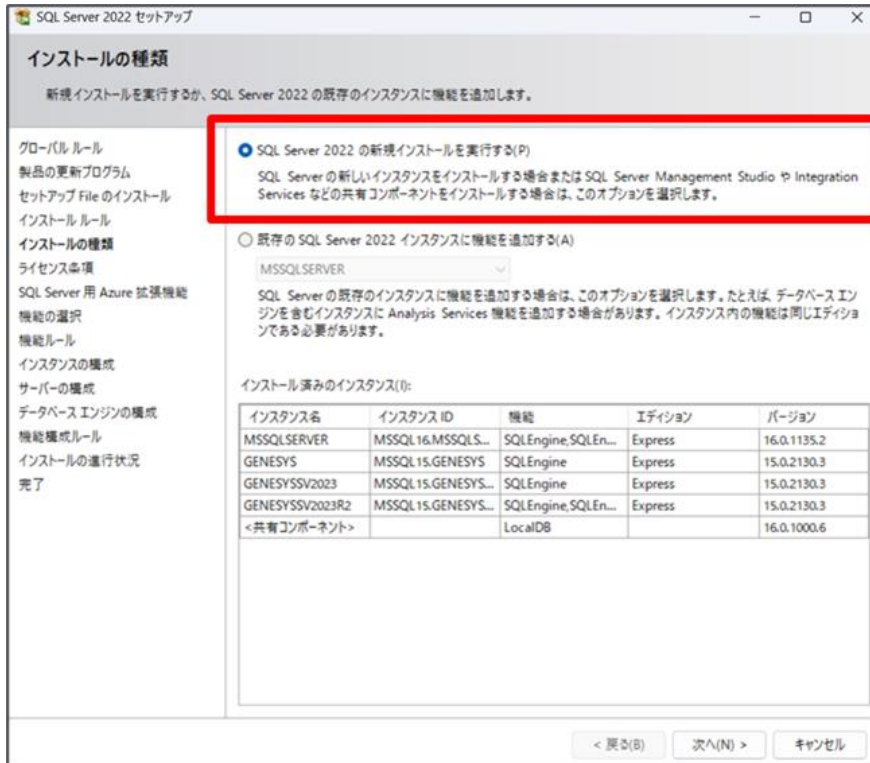 SQL Server 2022 セットアップ
インストールの種類
新規インストールを実行するか、SQL Server 2022 の既存のインスタンスに機能を追加します。
グローバル ルール
製品の更新プログラム
セットアップ File のインストール
インストール ルール
インストールの種類
ライセンス条項
SQL Server 用 Azure 拡張機能
機能の選択
機能ルール
インスタンスの構成
サーバーの構成
データベース エンジンの構成
機能構成ルール
インストールの進行状況
完了
SQL Server 2022 の新規インストールを実行する(P)
SQL Server の新しいインスタンスをインストールする場合または SQL Server Management Studio や Integration
Services などの共有コンポーネントをインストールする場合は、このオプションを選択します。
既存の SQL Server 2022 インスタンスに機能を追加する(A)
MSSQLSERVER
SQL Server の既存のインスタンスに機能を追加する場合は、このオプションを選択します。たとえば、データベース エン
ジンを含むインスタンスに Analysis Services 機能を追加する場合があります。インスタンス内の機能は同じエディショ
ンである必要があります。
インストール済みのインスタンス(I):
インスタンス名 インスタンス ID 機能 エディション バージョン
MSSQLSERVER MSSQL16.MSSQLS... SQLEngine,SQLEn... Express 16.0.1135.2
GENESYS MSSQL15.GENESYS SQLEngine Express 15.0.2130.3
GENESYSSV2023 MSSQL15.GENESYS... SQLEngine Express 15.0.2130.3
GENESYSSV2023R2 MSSQL15.GENESYS... SQLEngine,SQLEn... Express 15.0.2130.3
<共有コンポーネント> LocalDB 16.0.1000.6
< 戻る(B) 次へ(N) > キャンセル